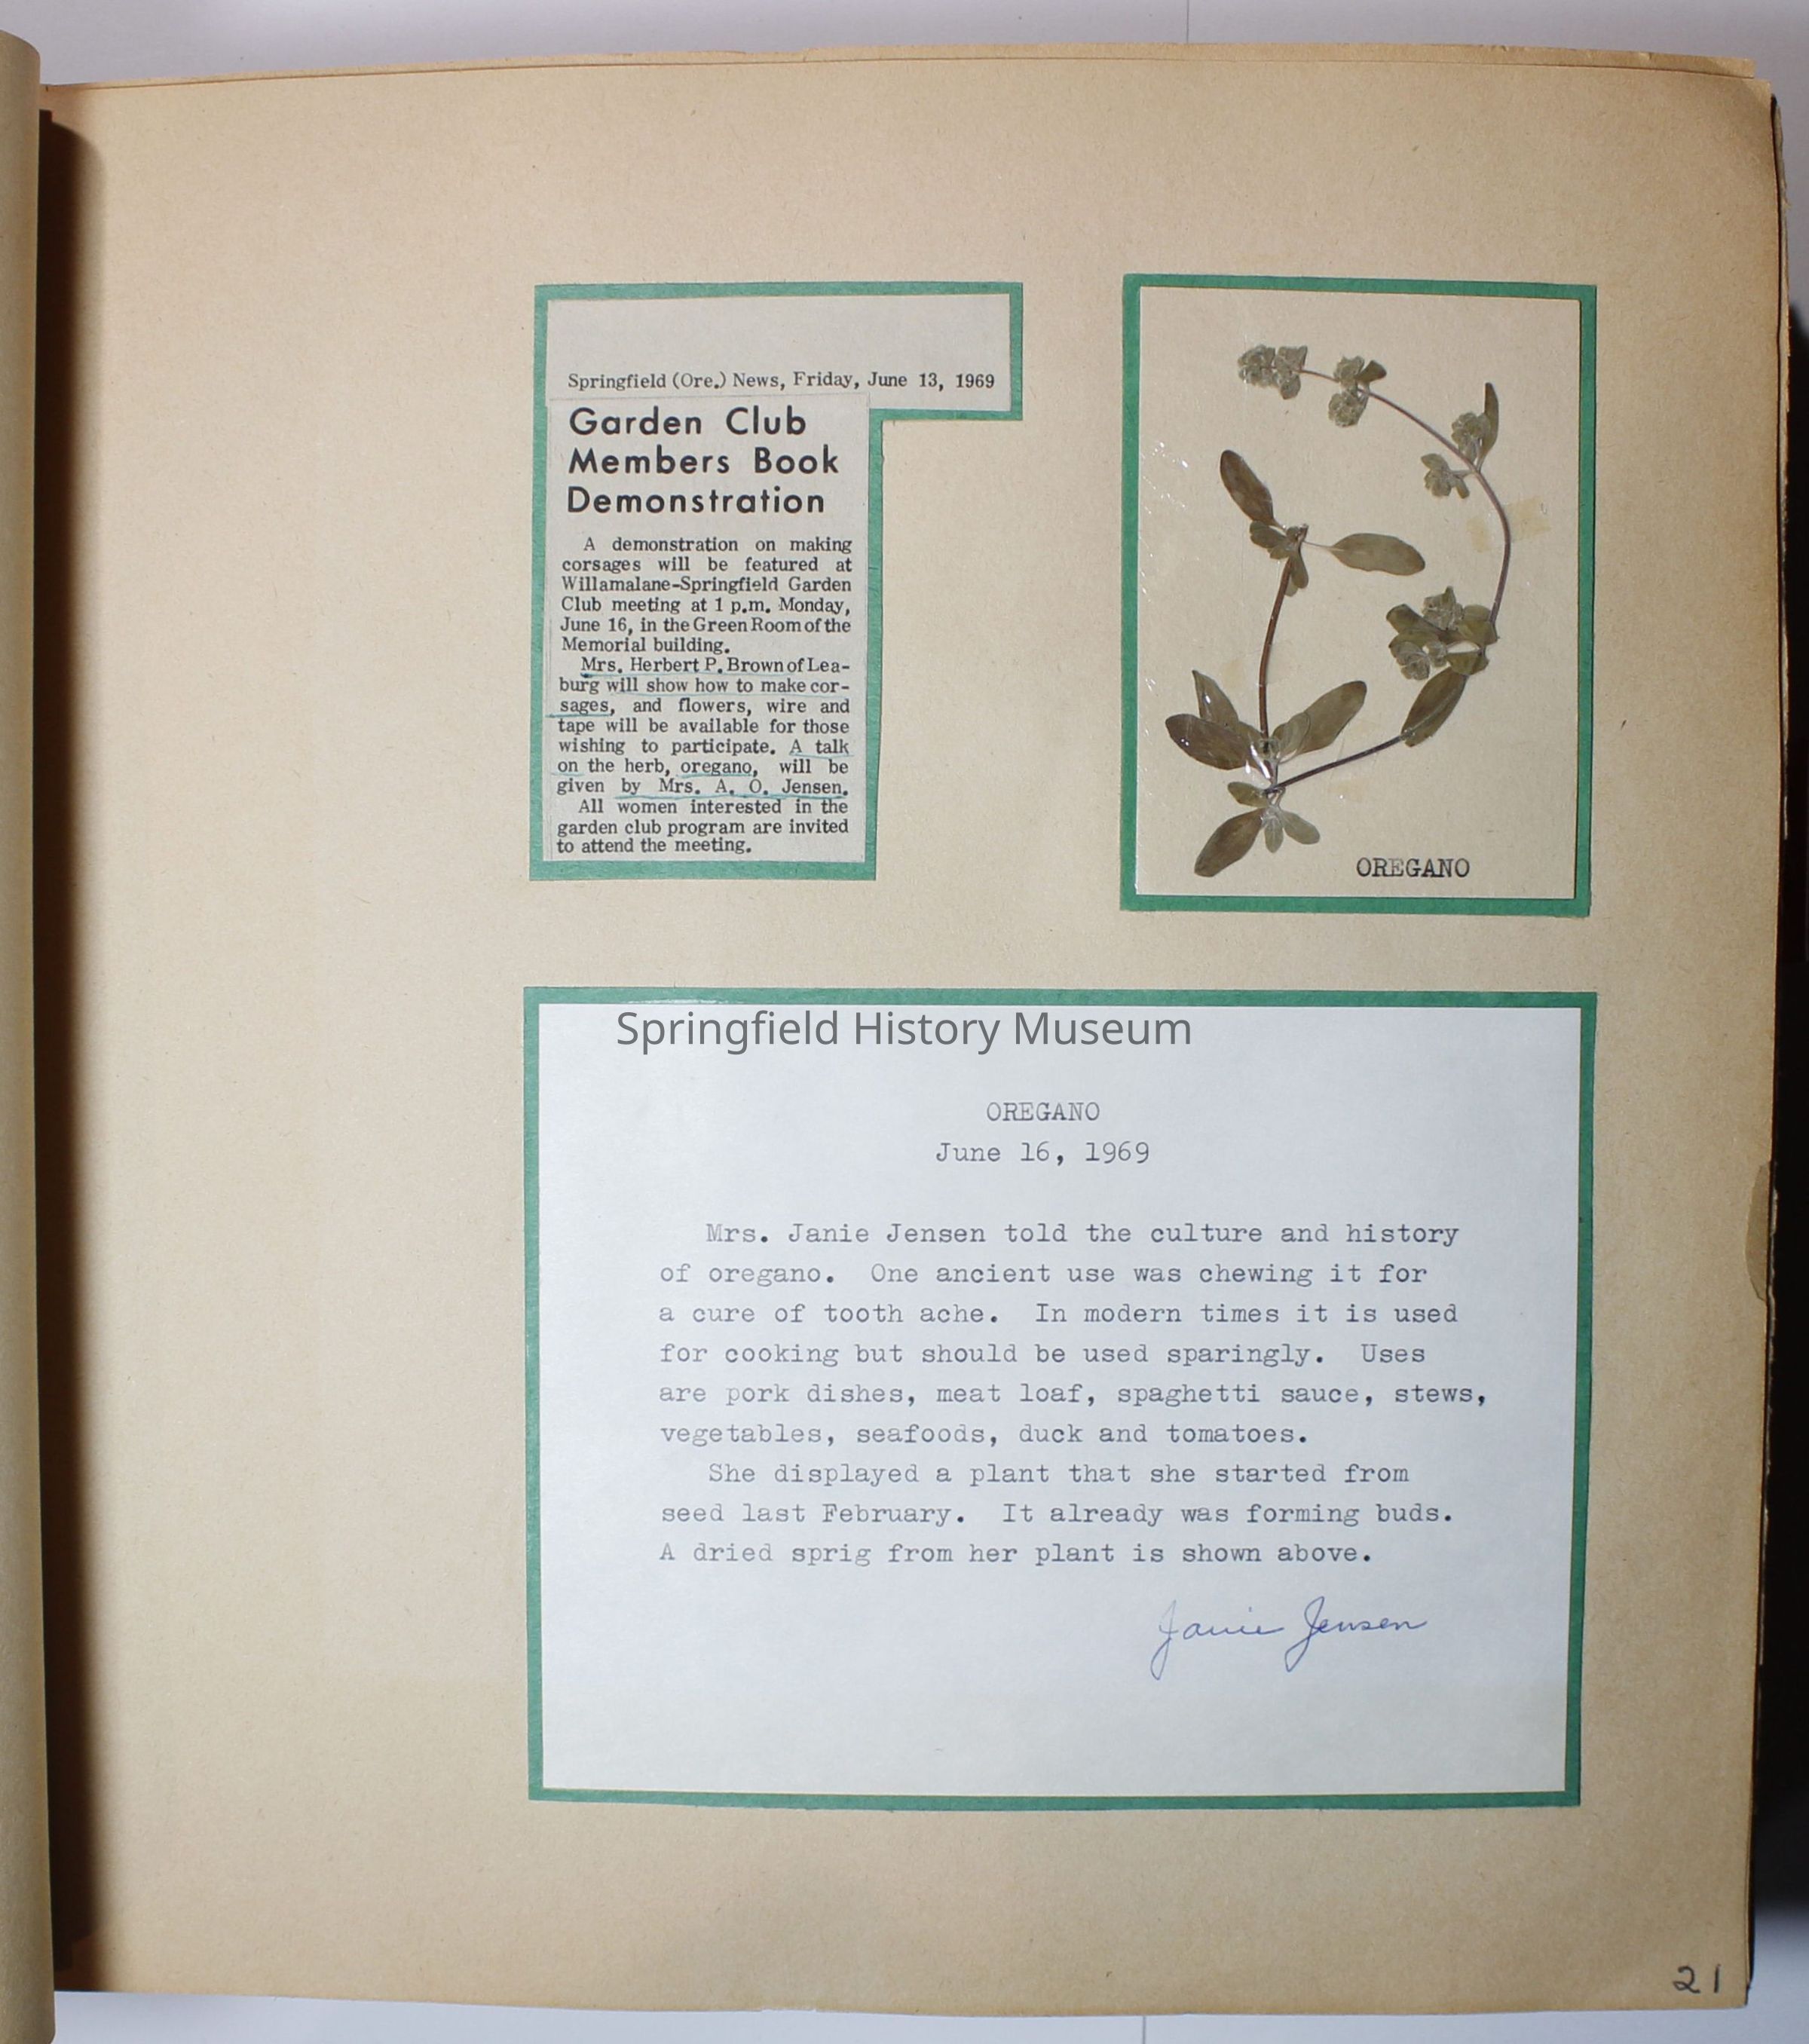 Springfield (Ore.) News, Friday, June 13, 1969
Garden Club
Members Book
Demonstration
A demonstration on making
corsages will be featured at
Willamalane-Springfield Garden
Club meeting at 1 p.m. Monday,
June 16, in the Green Room of the
Memorial building.
Mrs. Herbert P. Brown of Lea-
burg will show how to make cor-
sages, and flowers, wire and
tape will be available for those
wishing to participate. A talk
on the herb, oregano, will be
given by Mrs. A. O. Jensen.
All women interested in the
garden club program are invited
to attend the meeting.
OREGANO
Springfield History Museum
OREGANO
June 16, 1969
Mrs. Janie Jensen told the culture and history
of oregano. One ancient use was chewing it for
a cure of tooth ache. In modern times it is used
for cooking but should be used sparingly. Uses
are pork dishes, meat loaf, spaghetti sauce, stews,
vegetables, seafoods, duck and tomatoes.
She displayed a plant that she started from
seed last February. It already was forming buds.
A dried sprig from her plant is shown above.
Janie Jensen
21